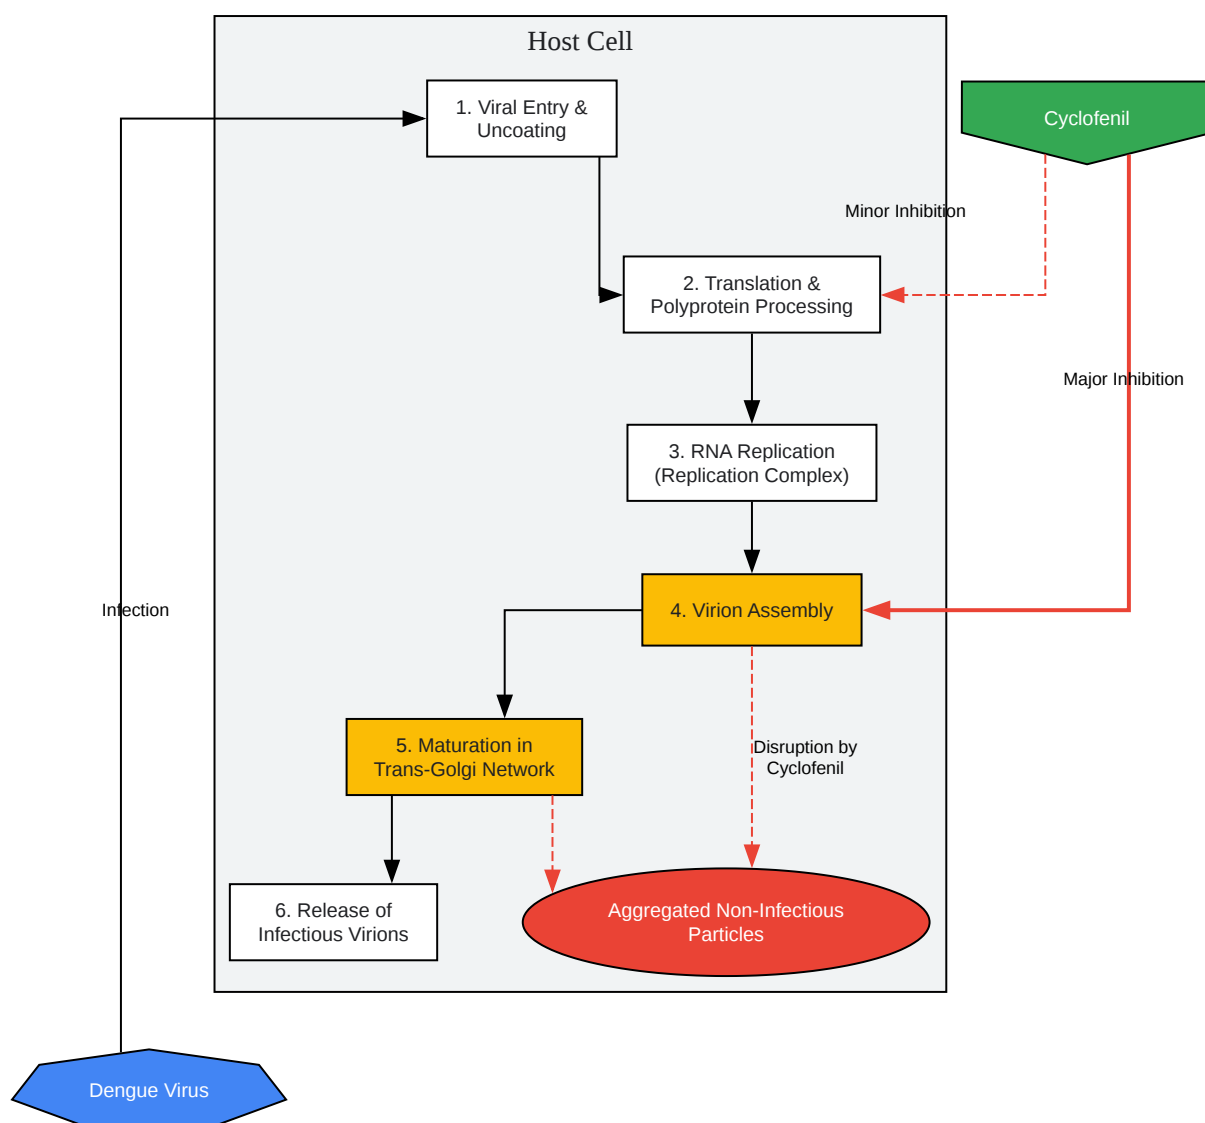 Host Cell
1. Viral Entry &
Uncoating
Cyclofenil
Minor Inhibition
2. Translation &
Polyprotein Processing
Major Inhibition
3. RNA Replication
(Replication Complex)
Infection
4. Virion Assembly
5. Maturation in
Trans-Golgi Network
Disruption by
Cyclofenil
6. Release of
Infectious Virions
Aggregated Non-Infectious
Particles
Dengue Virus